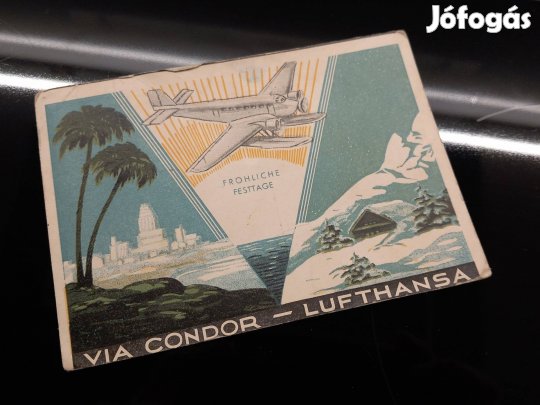 Jófogás
FRÖHLICHE
FESTTAGE
VIA CONDOR – LUFTHANSA